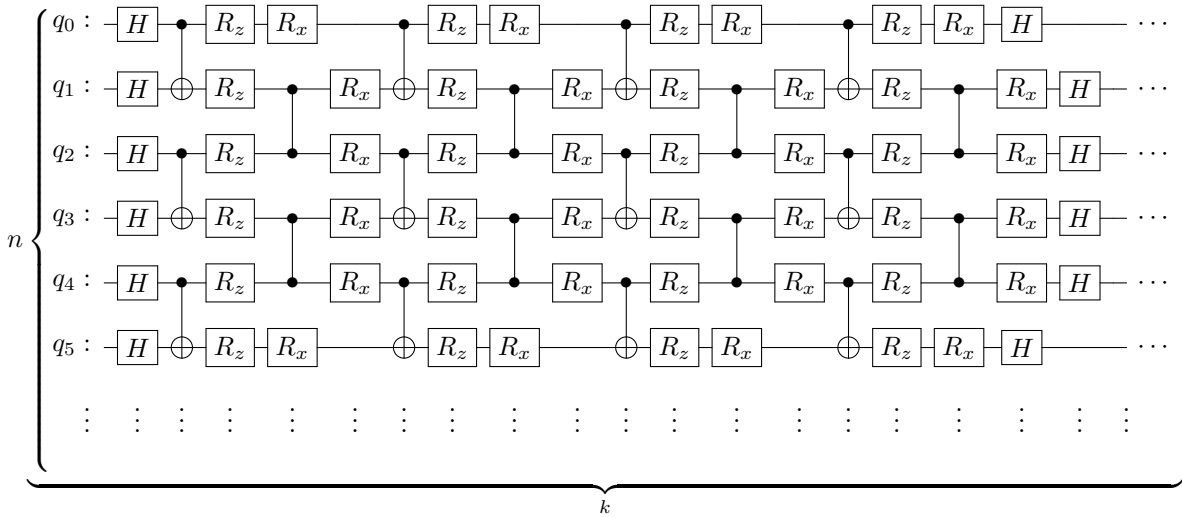 q0 : H Rz Rx Rz Rx Rz Rx Rz Rx H ···
q1 : H Rz Rx Rz Rx Rz Rx Rz Rx H ···
q2 : H Rz Rx Rz Rx Rz Rx Rz Rx H ···
q3 : H Rz Rx Rz Rx Rz Rx Rz Rx H ···
n
q4 : H Rz Rx Rz Rx Rz Rx Rz Rx H ···
q5 : H Rz Rx Rz Rx Rz Rx Rz Rx H ···
⋮ ⋮ ⋮ ⋮ ⋮ ⋮ ⋮ ⋮ ⋮ ⋮ ⋮ ⋮ ⋮ ⋮ ⋮ ⋮ ⋮
k